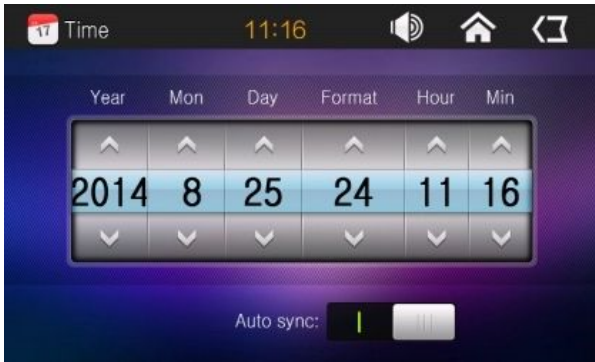 17 Time 11:16
Year Mon Day Format Hour Min
2014 8 25 24 11 16
Auto sync: